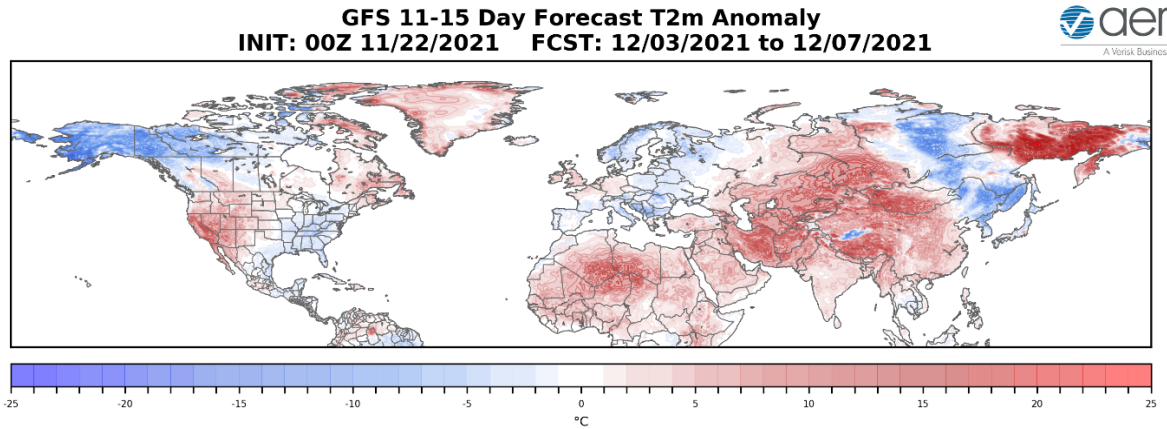 GFS 11-15 Day Forecast T2m Anomaly
INIT: 00Z 11/22/2021 FCST: 12/03/2021 to 12/07/2021
aer
A Verisk Busines
-25 -20 -15 -10 -5 0 5 10 15 20 25
°C